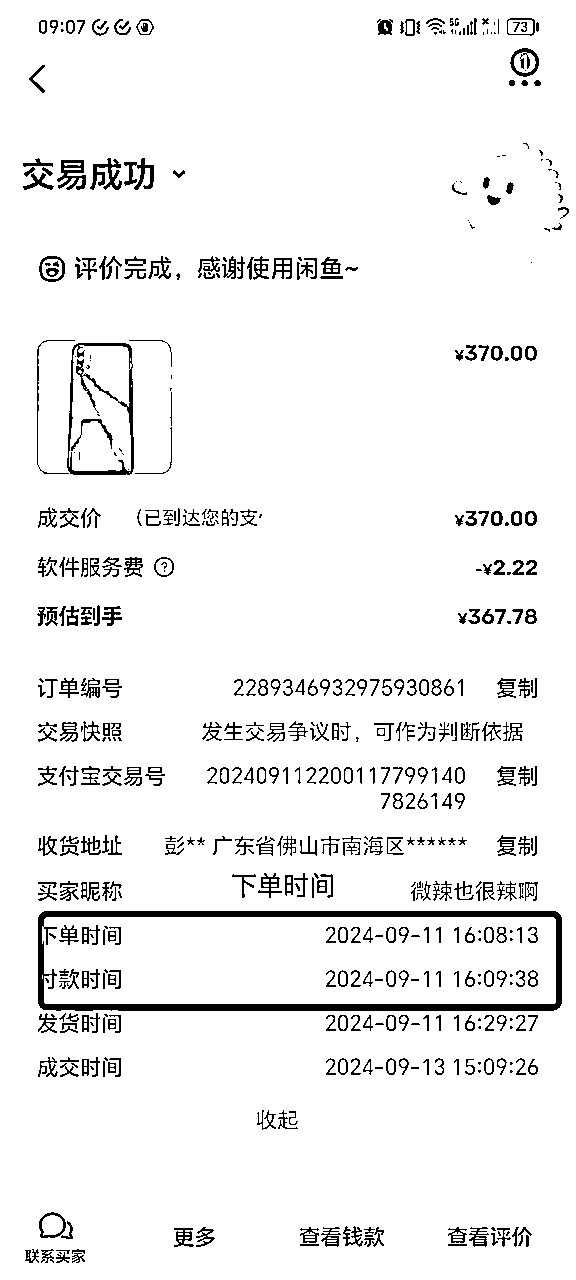 09:07
5G
73
交易成功
评价完成，感谢使用闲鱼~
¥370.00
成交价 （已到达您的支 ¥370.00
软件服务费 ? -¥2.22
预估到手 ¥367.78
订单编号 2289346932975930861 复制
交易快照 发生交易争议时，可作为判断依据
支付宝交易号 202409112200117799140 复制
7826149
收货地址 彭** 广东省佛山市南海区****** 复制
买家昵称 下单时间 微辣也很辣啊
下单时间 2024-09-11 16:08:13
付款时间 2024-09-11 16:09:38
发货时间 2024-09-11 16:29:27
成交时间 2024-09-13 15:09:26
收起
联系买家 更多 查看钱款 查看评价